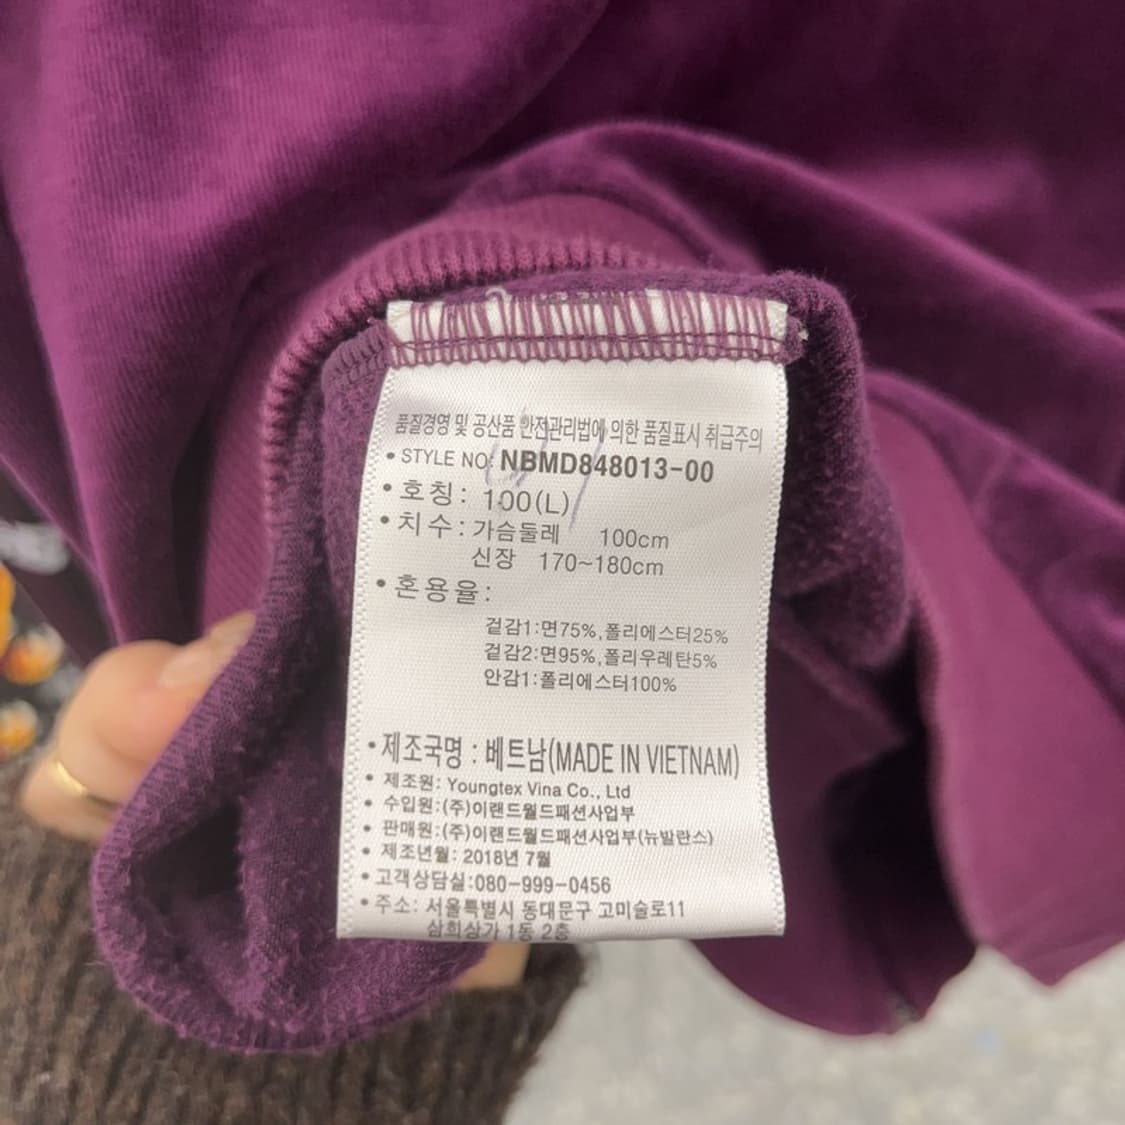 품질경영 및 공산품 안전관리법에 의한 품질표시 취급주의
• STYLE NO: NBMD848013-00
• 호칭: 100(L)
• 치수: 가슴둘레 100cm
신장 170~180cm
• 혼용율:
겉감1:면75%,폴리에스터25%
겉감2:면95%,폴리우레탄5%
안감1:폴리에스터100%
• 제조국명 : 베트남(MADE IN VIETNAM)
• 제조원: Youngtex Vina Co., Ltd
• 수입원:(주)이랜드월드패션사업부
• 판매원:(주)이랜드월드패션사업부(뉴발란스)
• 제조년월: 2018년 7월
• 고객상담실:080-999-0456
• 주소: 서울특별시 동대문구 고미술로11
삼희상가 1동 2층